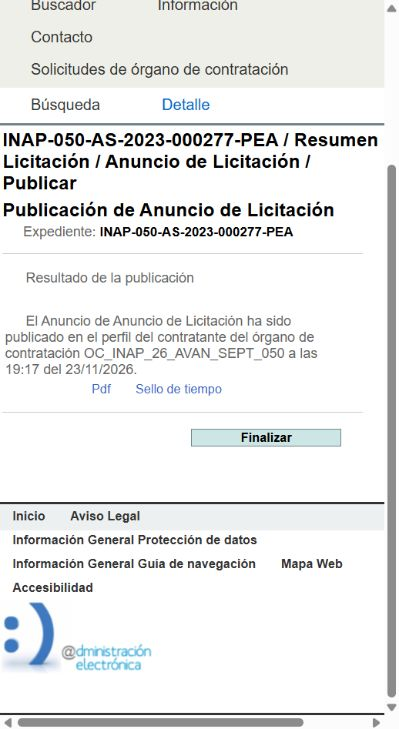 Buscador Información
Contacto
Solicitudes de órgano de contratación
Búsqueda Detalle
INAP-050-AS-2023-000277-PEA / Resumen
Licitación / Anuncio de Licitación /
Publicar
Publicación de Anuncio de Licitación
Expediente: INAP-050-AS-2023-000277-PEA
Resultado de la publicación
El Anuncio de Anuncio de Licitación ha sido
publicado en el perfil del contratante del órgano de
contratación OC_INAP_26_AVAN_SEPT_050 a las
19:17 del 23/11/2026.
Pdf Sello de tiempo
Finalizar
Inicio Aviso Legal
Información General Protección de datos
Información General Guía de navegación Mapa Web
Accesibilidad
:)
@dministración
electrónica